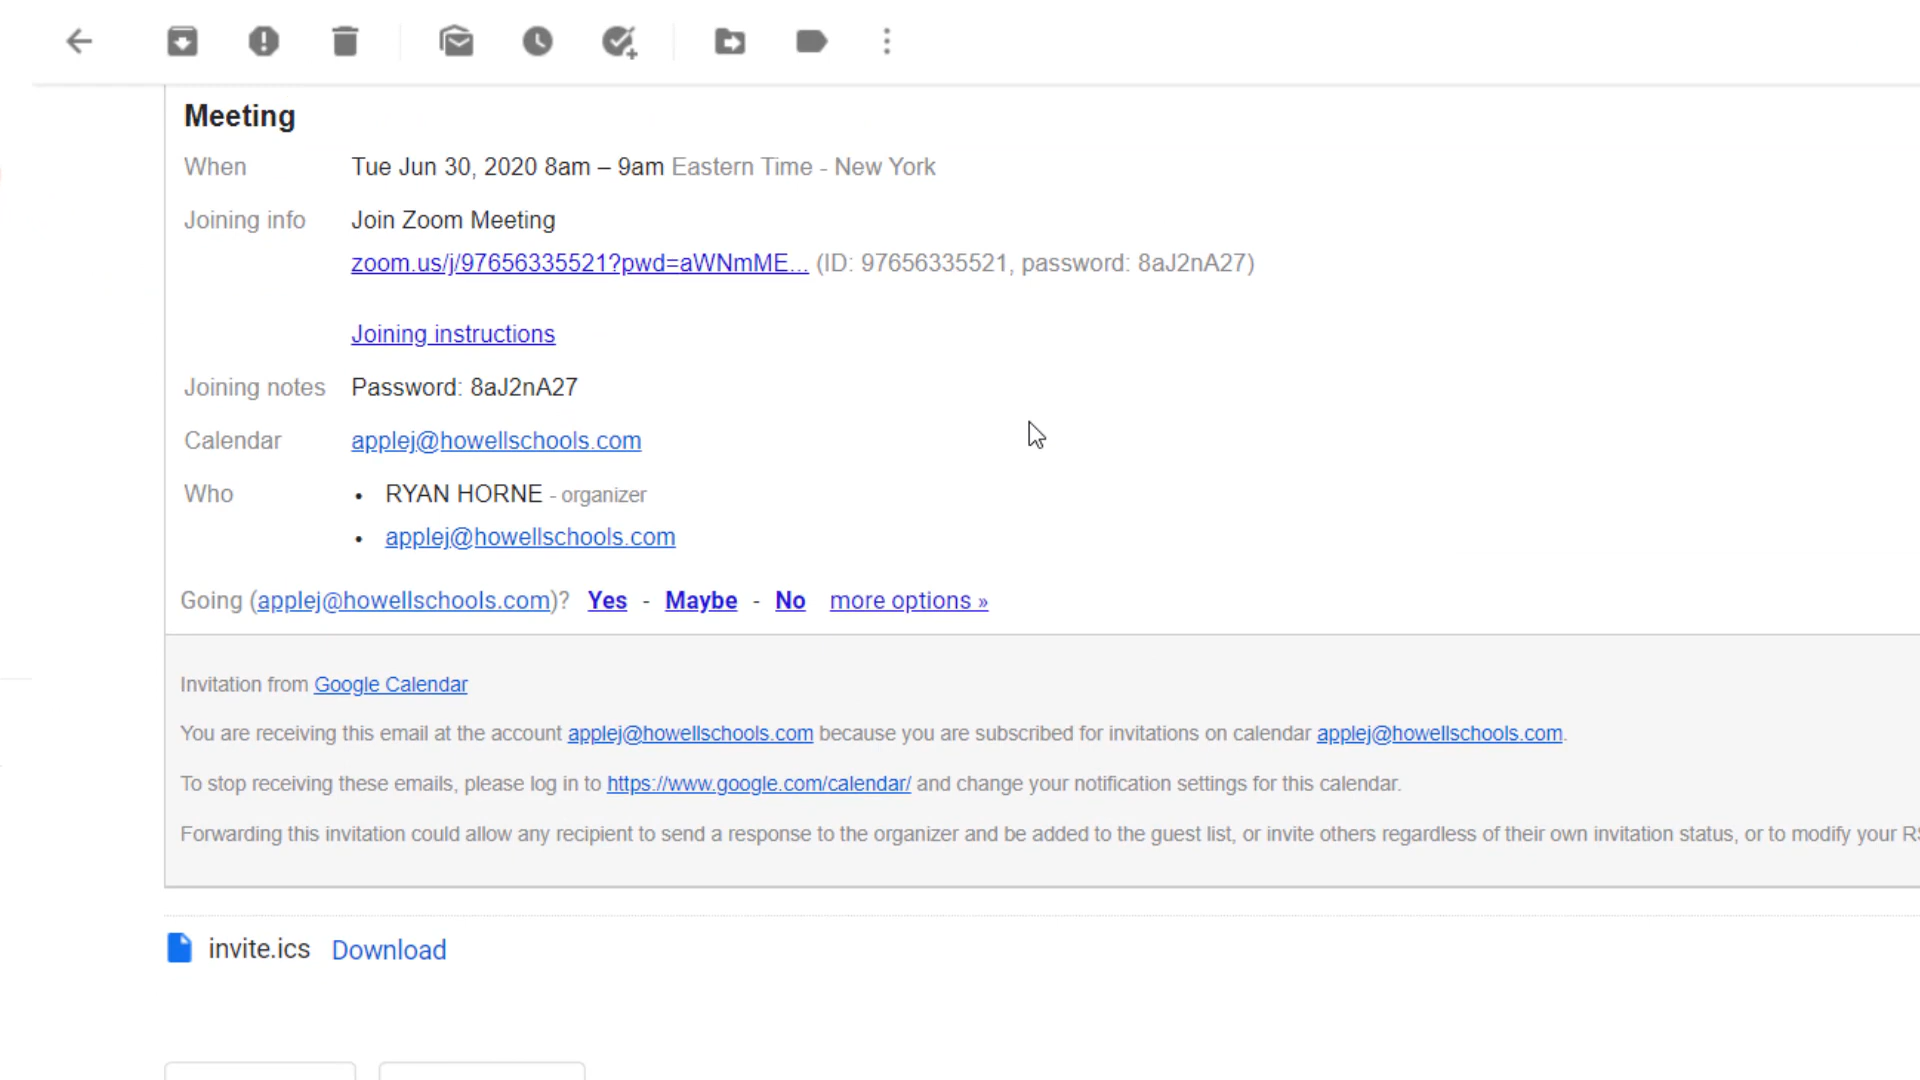 Meeting
When Tue Jun 30, 2020 8am – 9am Eastern Time - New York
Joining info Join Zoom Meeting
zoom.us/j/97656335521?pwd=aWNmME... (ID: 97656335521, password: 8aJ2nA27)
Joining instructions
Joining notes Password: 8aJ2nA27
Calendar applej@howellschools.com
Who • RYAN HORNE - organizer
• applej@howellschools.com
Going (applej@howellschools.com)? Yes - Maybe - No more options »
Invitation from Google Calendar
You are receiving this email at the account applej@howellschools.com because you are subscribed for invitations on calendar applej@howellschools.com.
To stop receiving these emails, please log in to https://www.google.com/calendar/ and change your notification settings for this calendar.
Forwarding this invitation could allow any recipient to send a response to the organizer and be added to the guest list, or invite others regardless of their own invitation status, or to modify your
invite.ics Download